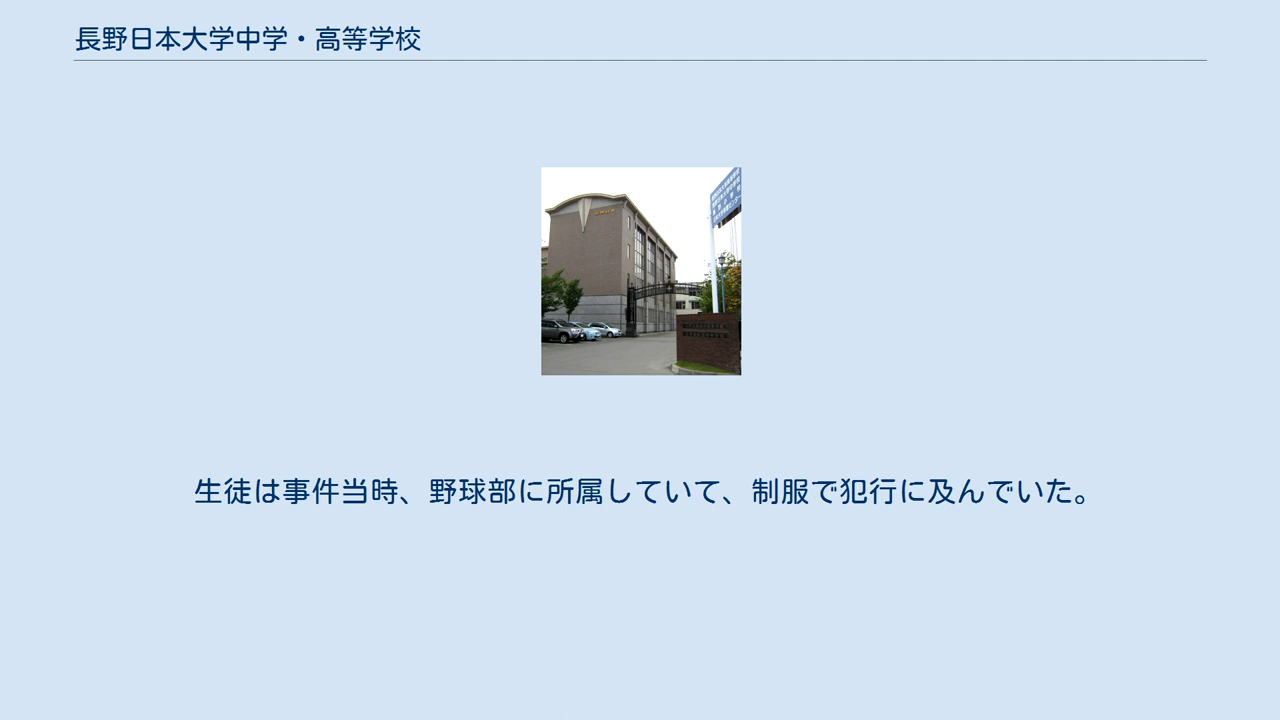 長野日本大学中学・高等学校
生徒は事件当時、野球部に所属していて、制服で犯行に及んでいた。